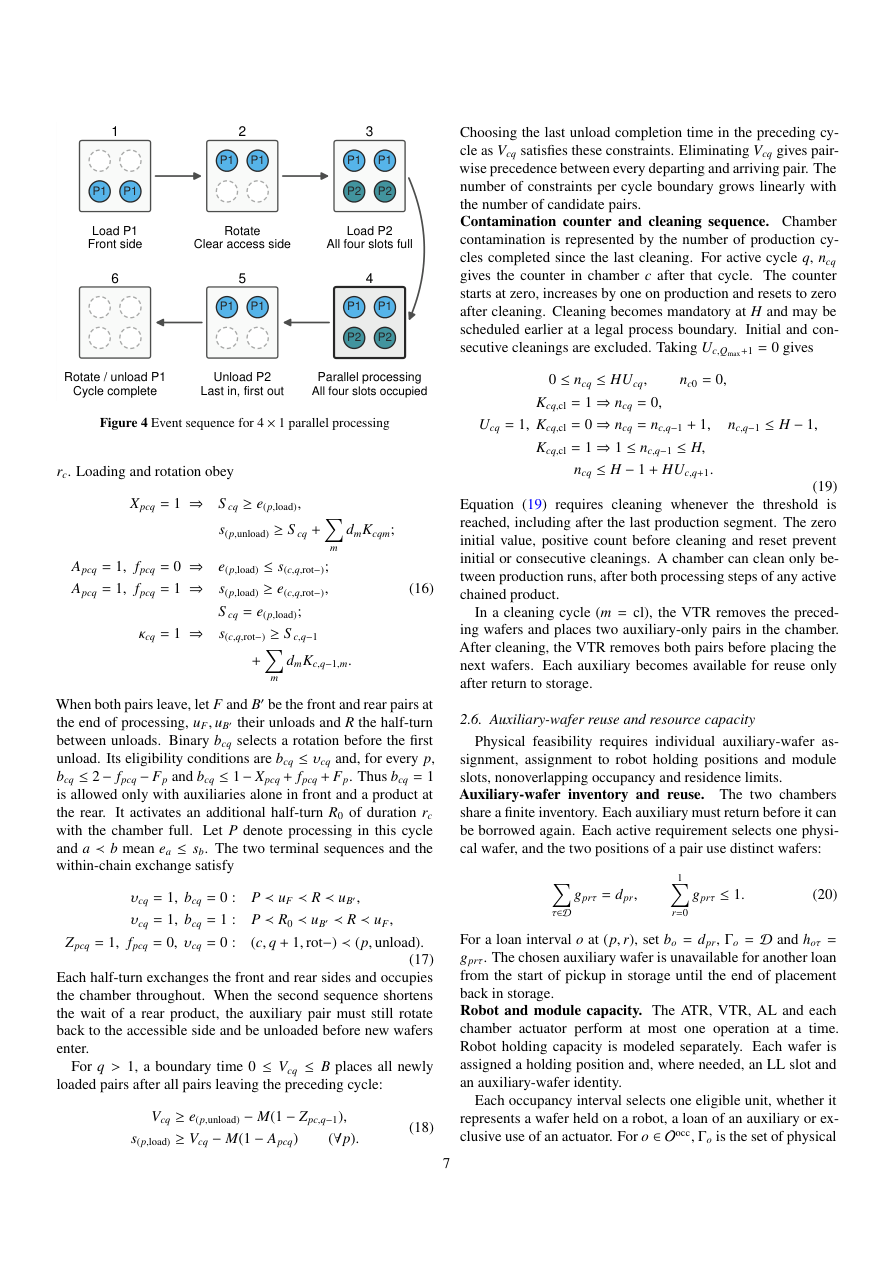 1 2 3
P1 P1 P1 P1
P1 P1 P2 P2
Load P1 Rotate Load P2
Front side Clear access side All four slots full
6 5 4
P1 P1 P1 P1
P2 P2
Rotate / unload P1 Unload P2 Parallel processing
Cycle complete Last in, first out All four slots occupied
Figure 4 Event sequence for 4 × 1 parallel processing
r_c. Loading and rotation obey
X_{pcq} = 1 ⇒ S_{cq} ≥ e_{(p,load)},
s_{(p,unload)} ≥ S_{cq} + ∑_m d_m K_{cqm};
A_{pcq} = 1, f_{pcq} = 0 ⇒ e_{(p,load)} ≤ s_{(c,q,rot−)};
A_{pcq} = 1, f_{pcq} = 1 ⇒ s_{(p,load)} ≥ e_{(c,q,rot−)}, (16)
S_{cq} = e_{(p,load)};
κ_{cq} = 1 ⇒ s_{(c,q,rot−)} ≥ S_{c,q−1}
+ ∑_m d_m K_{c,q−1,m}.
When both pairs leave, let F and B′ be the front and rear pairs at
the end of processing, u_F, u_{B′} their unloads and R the half-turn
between unloads. Binary b_{cq} selects a rotation before the first
unload. Its eligibility conditions are b_{cq} ≤ υ_{cq} and, for every p,
b_{cq} ≤ 2 − f_{pcq} − F_p and b_{cq} ≤ 1 − X_{pcq} + f_{pcq} + F_p. Thus b_{cq} = 1
is allowed only with auxiliaries alone in front and a product at
the rear. It activates an additional half-turn R_0 of duration r_c
with the chamber full. Let P denote processing in this cycle
and a ≺ b mean e_a ≤ s_b. The two terminal sequences and the
within-chain exchange satisfy
υ_{cq} = 1, b_{cq} = 0 : P ≺ u_F ≺ R ≺ u_{B′},
υ_{cq} = 1, b_{cq} = 1 : P ≺ R_0 ≺ u_{B′} ≺ R ≺ u_F,
Z_{pcq} = 1, f_{pcq} = 0, υ_{cq} = 0 : (c, q + 1, rot−) ≺ (p, unload).
(17)
Each half-turn exchanges the front and rear sides and occupies
the chamber throughout. When the second sequence shortens
the wait of a rear product, the auxiliary pair must still rotate
back to the accessible side and be unloaded before new wafers
enter.
For q > 1, a boundary time 0 ≤ V_{cq} ≤ B places all newly
loaded pairs after all pairs leaving the preceding cycle:
V_{cq} ≥ e_{(p,unload)} − M(1 − Z_{pc,q−1}),
s_{(p,load)} ≥ V_{cq} − M(1 − A_{pcq}) (∀p). (18)
Choosing the last unload completion time in the preceding cy-
cle as V_{cq} satisfies these constraints. Eliminating V_{cq} gives pair-
wise precedence between every departing and arriving pair. The
number of constraints per cycle boundary grows linearly with
the number of candidate pairs.
Contamination counter and cleaning sequence. Chamber
contamination is represented by the number of production cy-
cles completed since the last cleaning. For active cycle q, n_{cq}
gives the counter in chamber c after that cycle. The counter
starts at zero, increases by one on production and resets to zero
after cleaning. Cleaning becomes mandatory at H and may be
scheduled earlier at a legal process boundary. Initial and con-
secutive cleanings are excluded. Taking U_{c,Q_{max}+1} = 0 gives
0 ≤ n_{cq} ≤ HU_{cq}, n_{c0} = 0,
K_{cq,cl} = 1 ⇒ n_{cq} = 0,
U_{cq} = 1, K_{cq,cl} = 0 ⇒ n_{cq} = n_{c,q−1} + 1, n_{c,q−1} ≤ H − 1,
K_{cq,cl} = 1 ⇒ 1 ≤ n_{c,q−1} ≤ H,
n_{cq} ≤ H − 1 + HU_{c,q+1}.
(19)
Equation (19) requires cleaning whenever the threshold is
reached, including after the last production segment. The zero
initial value, positive count before cleaning and reset prevent
initial or consecutive cleanings. A chamber can clean only be-
tween production runs, after both processing steps of any active
chained product.
In a cleaning cycle (m = cl), the VTR removes the preced-
ing wafers and places two auxiliary-only pairs in the chamber.
After cleaning, the VTR removes both pairs before placing the
next wafers. Each auxiliary becomes available for reuse only
after return to storage.
2.6. Auxiliary-wafer reuse and resource capacity
Physical feasibility requires individual auxiliary-wafer as-
signment, assignment to robot holding positions and module
slots, nonoverlapping occupancy and residence limits.
Auxiliary-wafer inventory and reuse. The two chambers
share a finite inventory. Each auxiliary must return before it can
be borrowed again. Each active requirement selects one physi-
cal wafer, and the two positions of a pair use distinct wafers:
∑_{τ∈𝒟} g_{prτ} = d_{pr}, ∑_{r=0}^{1} g_{prτ} ≤ 1. (20)
For a loan interval o at (p, r), set b_o = d_{pr}, Γ_o = 𝒟 and h_{oτ} =
g_{prτ}. The chosen auxiliary wafer is unavailable for another loan
from the start of pickup in storage until the end of placement
back in storage.
Robot and module capacity. The ATR, VTR, AL and each
chamber actuator perform at most one operation at a time.
Robot holding capacity is modeled separately. Each wafer is
assigned a holding position and, where needed, an LL slot and
an auxiliary-wafer identity.
Each occupancy interval selects one eligible unit, whether it
represents a wafer held on a robot, a loan of an auxiliary or ex-
clusive use of an actuator. For o ∈ 𝒪^{occ}, Γ_o is the set of physical
7